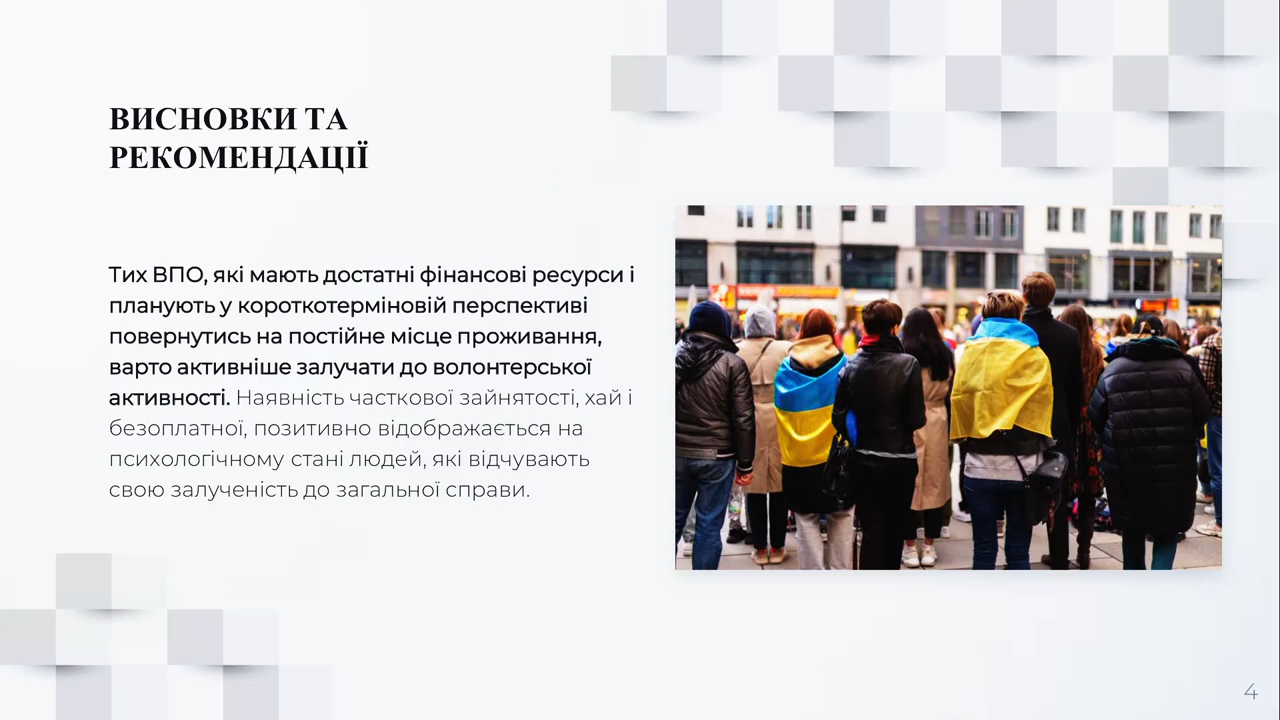 ВИСНОВКИ ТА
РЕКОМЕНДАЦІЇ
Тих ВПО, які мають достатні фінансові ресурси і
планують у короткотерміновій перспективі
повернутись на постійне місце проживання,
варто активніше залучати до волонтерської
активності. Наявність часткової зайнятості, хай і
безоплатної, позитивно відображається на
психологічному стані людей, які відчувають
свою залученість до загальної справи.
4